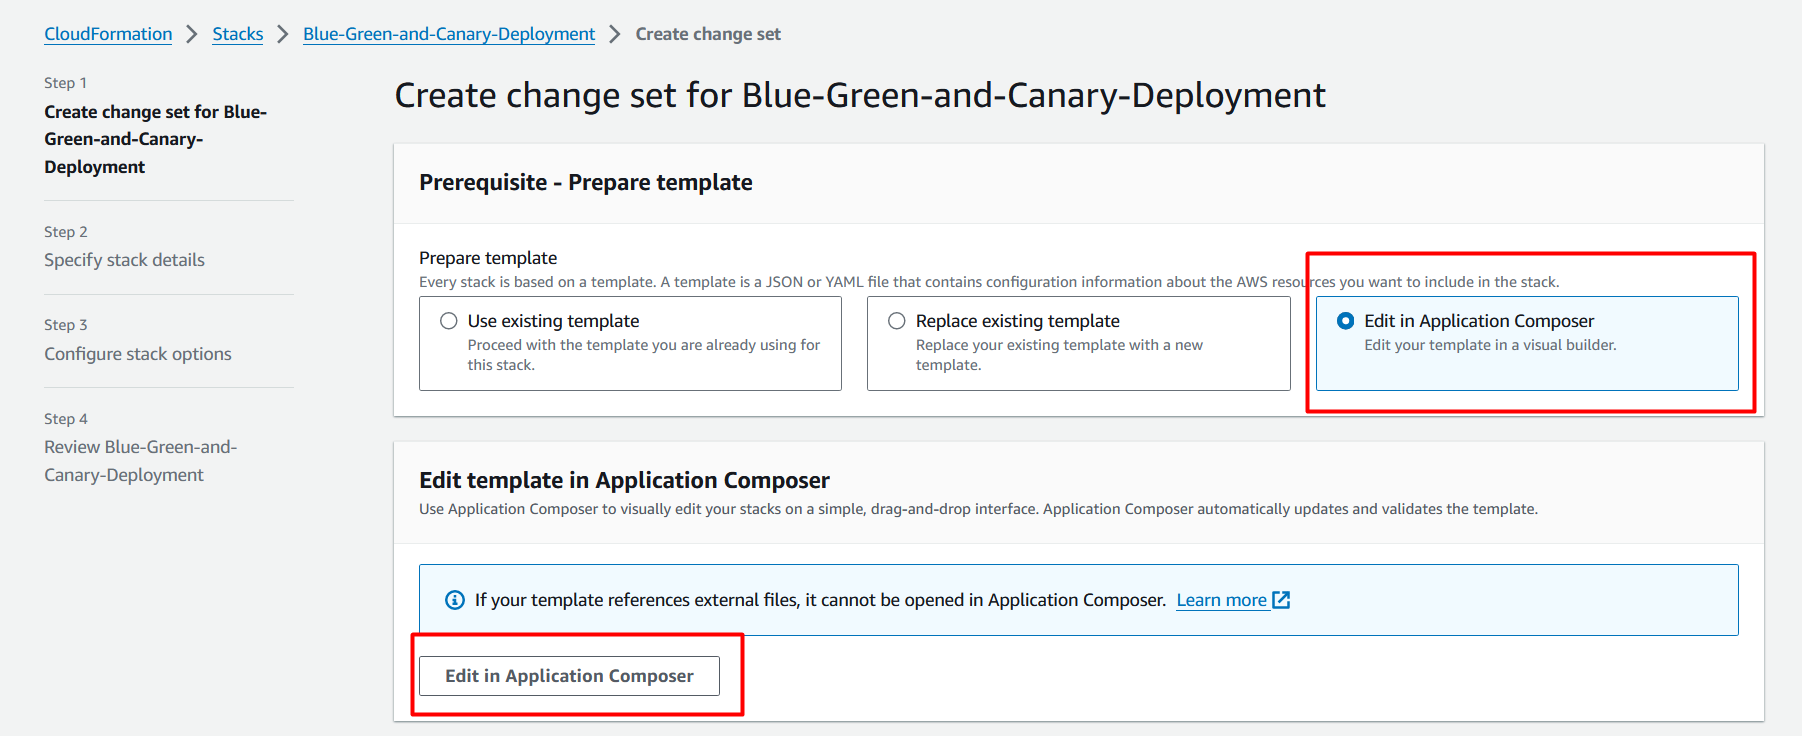 CloudFormation > Stacks > Blue-Green-and-Canary-Deployment > Create change set
Step 1
Create change set for Blue-
Green-and-Canary-
Deployment
Step 2
Specify stack details
Step 3
Configure stack options
Step 4
Review Blue-Green-and-
Canary-Deployment
Create change set for Blue-Green-and-Canary-Deployment
Prerequisite - Prepare template
Prepare template
Every stack is based on a template. A template is a JSON or YAML file that contains configuration information about the AWS resources you want to include in the stack.
Use existing template
Proceed with the template you are already using for
this stack.
Replace existing template
Replace your existing template with a new
template.
Edit in Application Composer
Edit your template in a visual builder.
Edit template in Application Composer
Use Application Composer to visually edit your stacks on a simple, drag-and-drop interface. Application Composer automatically updates and validates the template.
If your template references external files, it cannot be opened in Application Composer. Learn more
Edit in Application Composer